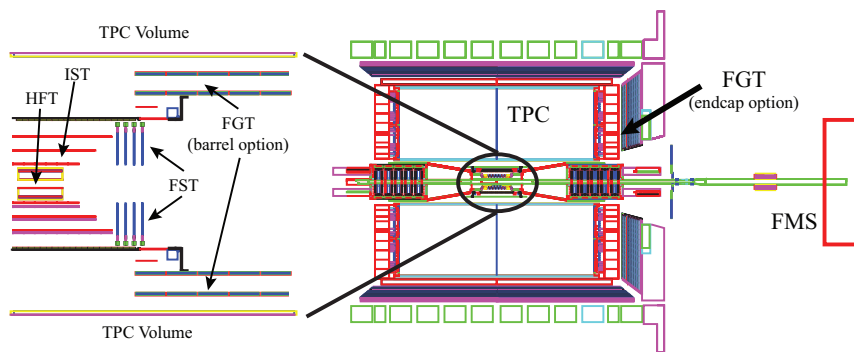 TPC Volume
IST
HFT
FGT
(barrel option)
FST
TPC Volume
TPC
FGT
(endcap option)
FMS